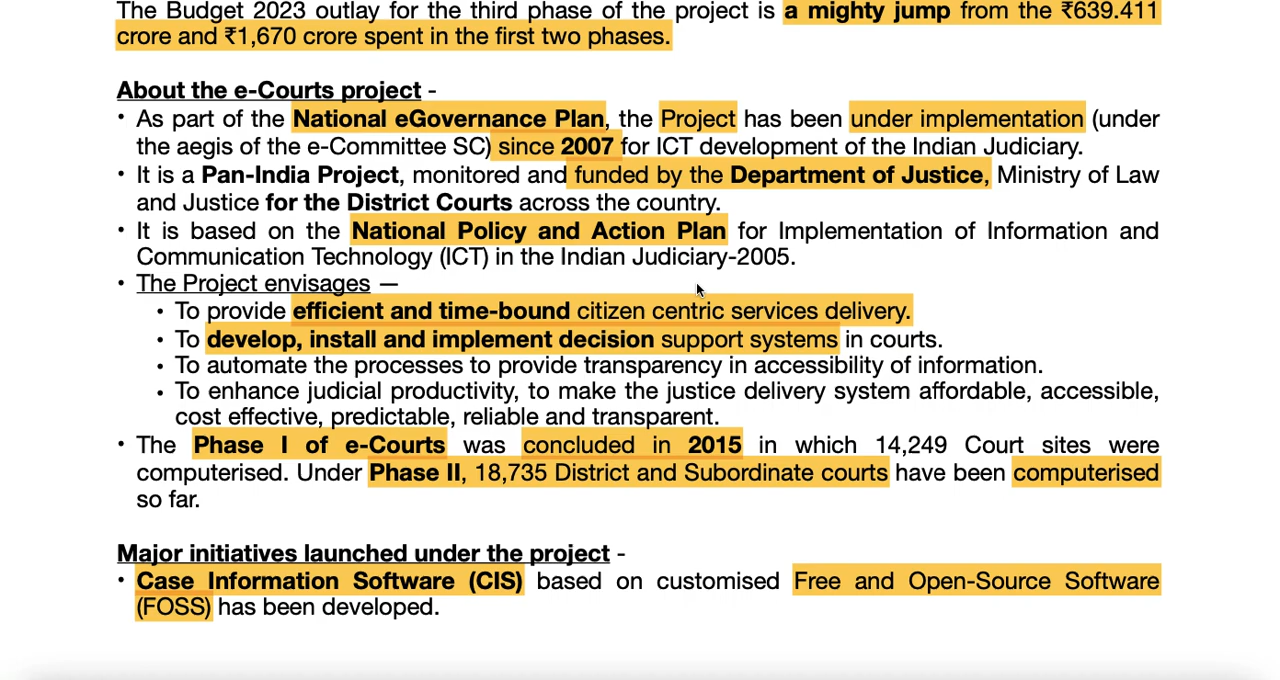 The Budget 2023 outlay for the third phase of the project is a mighty jump from the ₹639.411
crore and ₹1,670 crore spent in the first two phases.
About the e-Courts project -
• As part of the National eGovernance Plan, the Project has been under implementation (under
the aegis of the e-Committee SC) since 2007 for ICT development of the Indian Judiciary.
• It is a Pan-India Project, monitored and funded by the Department of Justice, Ministry of Law
and Justice for the District Courts across the country.
• It is based on the National Policy and Action Plan for Implementation of Information and
Communication Technology (ICT) in the Indian Judiciary-2005.
• The Project envisages —
• To provide efficient and time-bound citizen centric services delivery.
• To develop, install and implement decision support systems in courts.
• To automate the processes to provide transparency in accessibility of information.
• To enhance judicial productivity, to make the justice delivery system affordable, accessible,
cost effective, predictable, reliable and transparent.
• The Phase I of e-Courts was concluded in 2015 in which 14,249 Court sites were
computerised. Under Phase II, 18,735 District and Subordinate courts have been computerised
so far.
Major initiatives launched under the project -
• Case Information Software (CIS) based on customised Free and Open-Source Software
(FOSS) has been developed.